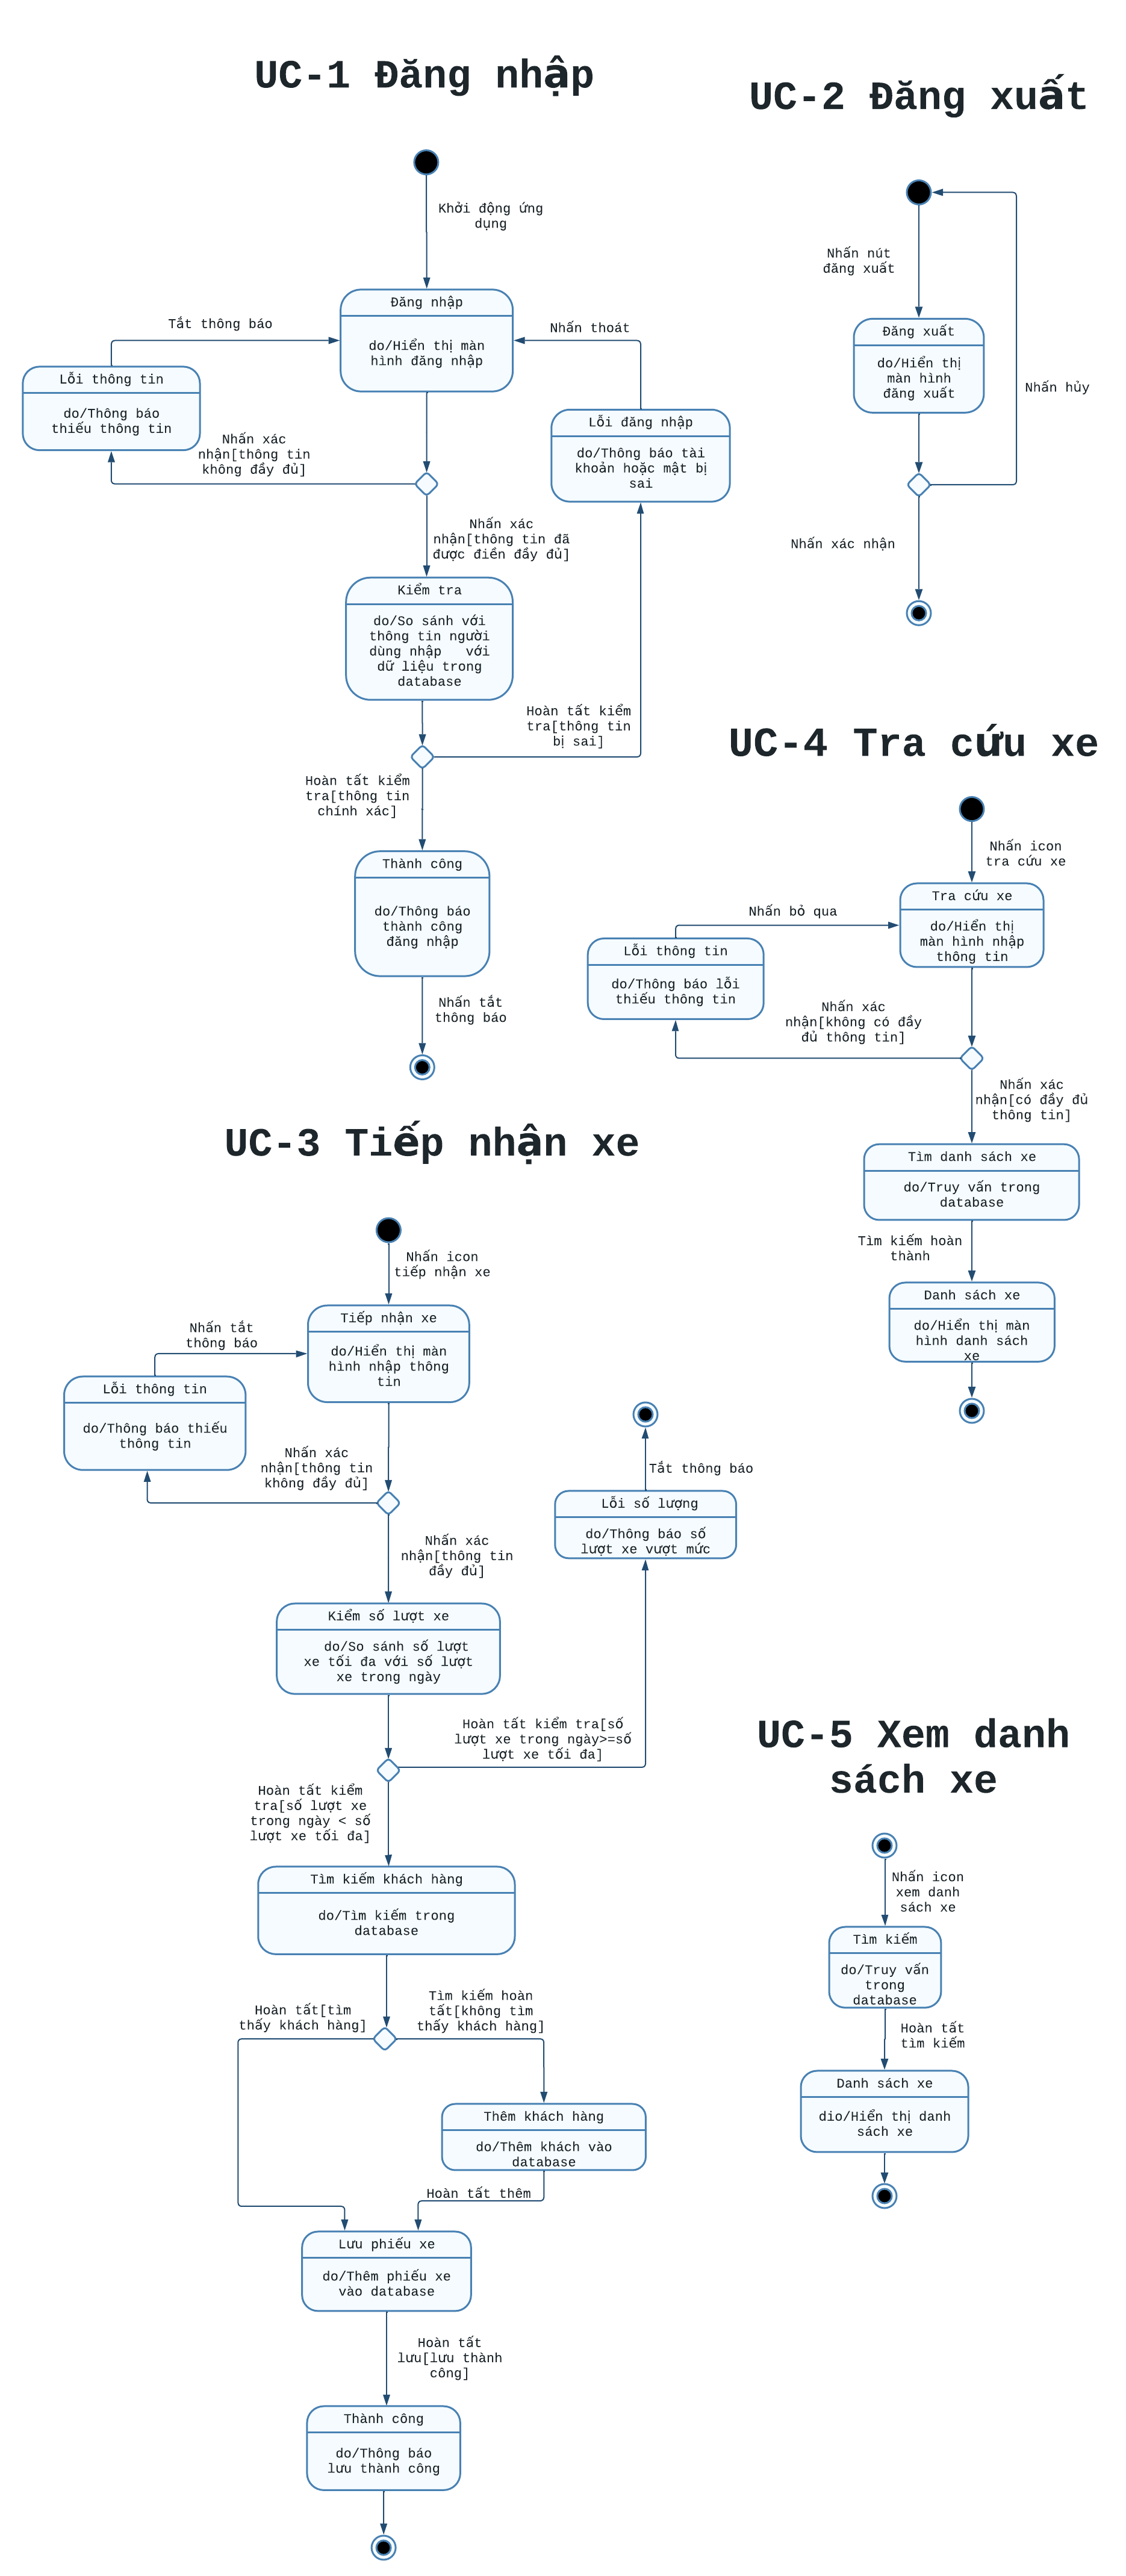 UC-1 Đăng nhập
Khởi động ứng
dụng
Đăng nhập
do/Hiển thị màn
hình đăng nhập
Tắt thông báo
Nhấn thoát
Lỗi thông tin
do/Thông báo
thiếu thông tin
Nhấn xác
nhận[thông tin
không đầy đủ]
Lỗi đăng nhập
do/Thông báo tài
khoản hoặc mật bị
sai
Nhấn xác
nhận[thông tin đã
được điền đầy đủ]
Kiểm tra
do/So sánh với
thông tin người
dùng nhập   với
dữ liệu trong
database
Hoàn tất kiểm
tra[thông tin
bị sai]
Hoàn tất kiểm
tra[thông tin
chính xác]
Thành công
do/Thông báo
thành công
đăng nhập
Nhấn tắt
thông báo
UC-2 Đăng xuất
Nhấn nút
đăng xuất
Đăng xuất
do/Hiển thị
màn hình
đăng xuất
Nhấn hủy
Nhấn xác nhận
UC-4 Tra cứu xe
Nhấn icon
tra cứu xe
Tra cứu xe
do/Hiển thị
màn hình nhập
thông tin
Nhấn bỏ qua
Lỗi thông tin
do/Thông báo lỗi
thiếu thông tin
Nhấn xác
nhận[không có đầy
đủ thông tin]
Nhấn xác
nhận[có đầy đủ
thông tin]
Tìm danh sách xe
do/Truy vấn trong
database
Tìm kiếm hoàn
thành
Danh sách xe
do/Hiển thị màn
hình danh sách
xe
UC-3 Tiếp nhận xe
Nhấn icon
tiếp nhận xe
Tiếp nhận xe
do/Hiển thị màn
hình nhập thông
tin
Nhấn tắt
thông báo
Lỗi thông tin
do/Thông báo thiếu
thông tin
Nhấn xác
nhận[thông tin
không đầy đủ]
Tắt thông báo
Lỗi số lượng
do/Thông báo số
lượt xe vượt mức
Nhấn xác
nhận[thông tin
đầy đủ]
Kiểm số lượt xe
do/So sánh số lượt
xe tối đa với số lượt
xe trong ngày
Hoàn tất kiểm tra[số
lượt xe trong ngày>=số
lượt xe tối đa]
Hoàn tất kiểm
tra[số lượt xe
trong ngày < số
lượt xe tối đa]
Tìm kiếm khách hàng
do/Tìm kiếm trong
database
Hoàn tất[tìm
thấy khách hàng]
Tìm kiếm hoàn
tất[không tìm
thấy khách hàng]
Thêm khách hàng
do/Thêm khách vào
database
Hoàn tất thêm
Lưu phiếu xe
do/Thêm phiếu xe
vào database
Hoàn tất
lưu[lưu thành
công]
Thành công
do/Thông báo
lưu thành công
UC-5 Xem danh
sách xe
Nhấn icon
xem danh
sách xe
Tìm kiếm
do/Truy vấn
trong
database
Hoàn tất
tìm kiếm
Danh sách xe
dio/Hiển thị danh
sách xe